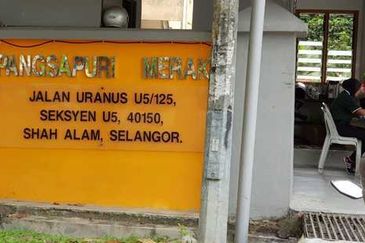 PANGSAPURI MERAK
JALAN URANUS U5/125,
SEKSYEN U5, 40150,
SHAH ALAM, SELANGOR.